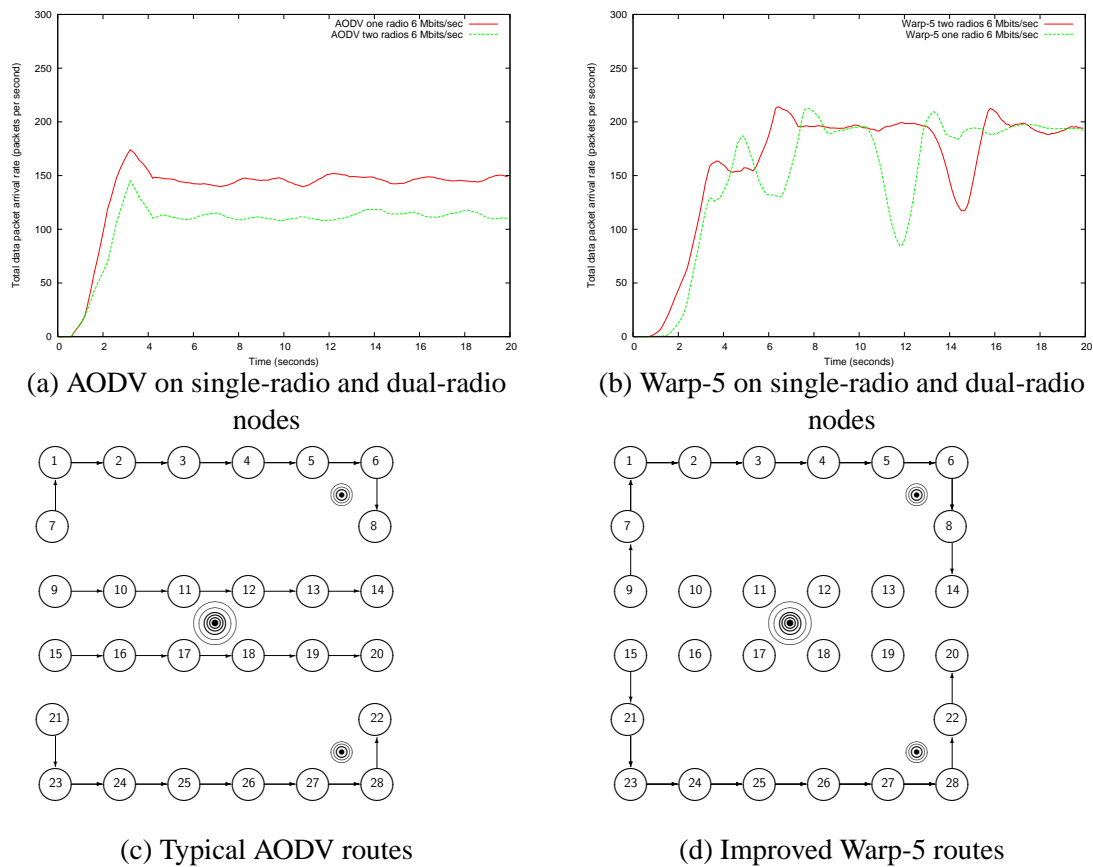 300
250
200
150
100
50
0
0 2 4 6 8 10 12 14 16 18 20
Total data packet arrival rate (packets per second)
Time (seconds)
AODV one radio 6 Mbits/sec
AODV two radios 6 Mbits/sec
(a) AODV on single-radio and dual-radio
nodes
300
250
200
150
100
50
0
0 2 4 6 8 10 12 14 16 18 20
Total data packet arrival rate (packets per second)
Time (seconds)
Warp-5 two radios 6 Mbits/sec
Warp-5 one radio 6 Mbits/sec
(b) Warp-5 on single-radio and dual-radio
nodes
1 2 3 4 5 6
7 8
9 10 11 12 13 14
15 16 17 18 19 20
21 22
23 24 25 26 27 28
(c) Typical AODV routes
1 2 3 4 5 6
7 8
9 10 11 12 13 14
15 16 17 18 19 20
21 22
23 24 25 26 27 28
(d) Improved Warp-5 routes